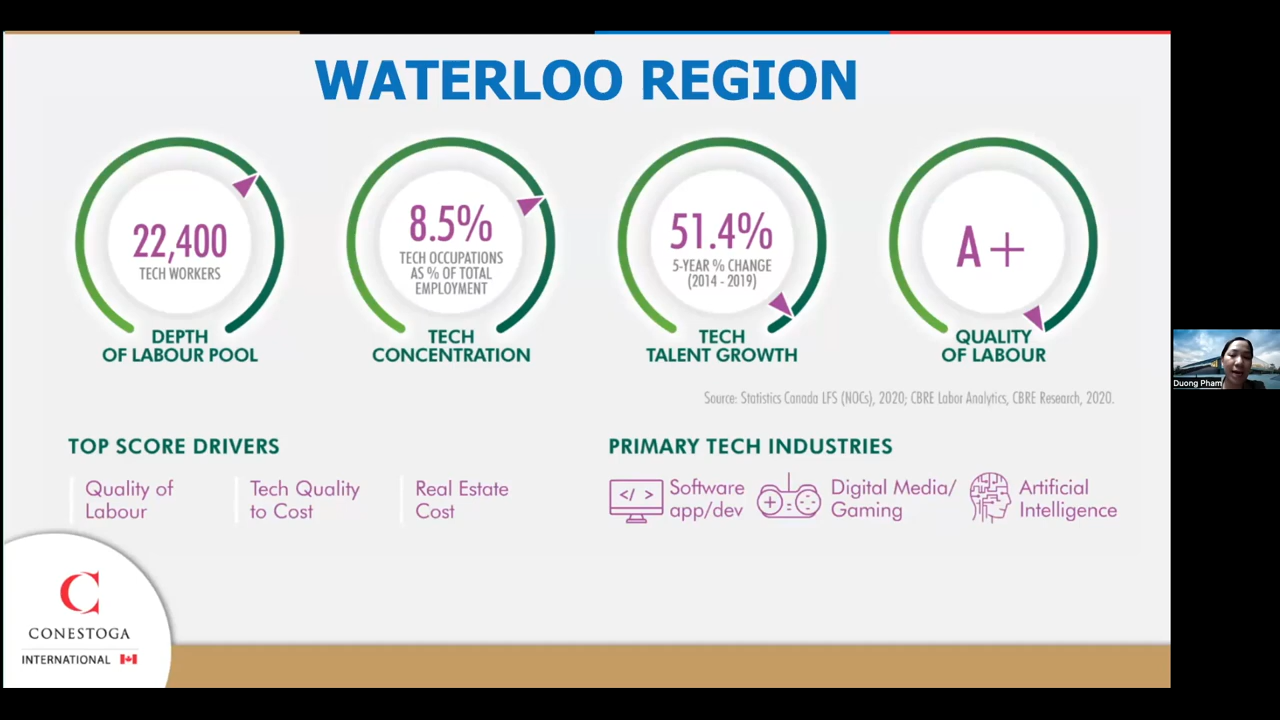 WATERLOO REGION
22,400
TECH WORKERS
DEPTH
OF LABOUR POOL
8.5%
TECH OCCUPATIONS
AS % OF TOTAL
EMPLOYMENT
TECH
CONCENTRATION
51.4%
5-YEAR % CHANGE
(2014 - 2019)
TECH
TALENT GROWTH
A+
QUALITY
OF LABOUR
Source: Statistics Canada LFS (NOCs), 2020; CBRE Labor Analytics, CBRE Research, 2020.
TOP SCORE DRIVERS
Quality of
Labour
Tech Quality
to Cost
Real Estate
Cost
PRIMARY TECH INDUSTRIES
</>
Software
app/dev
Digital Media/
Gaming
Artificial
Intelligence
C
CONESTOGA
INTERNATIONAL
Duong Pham